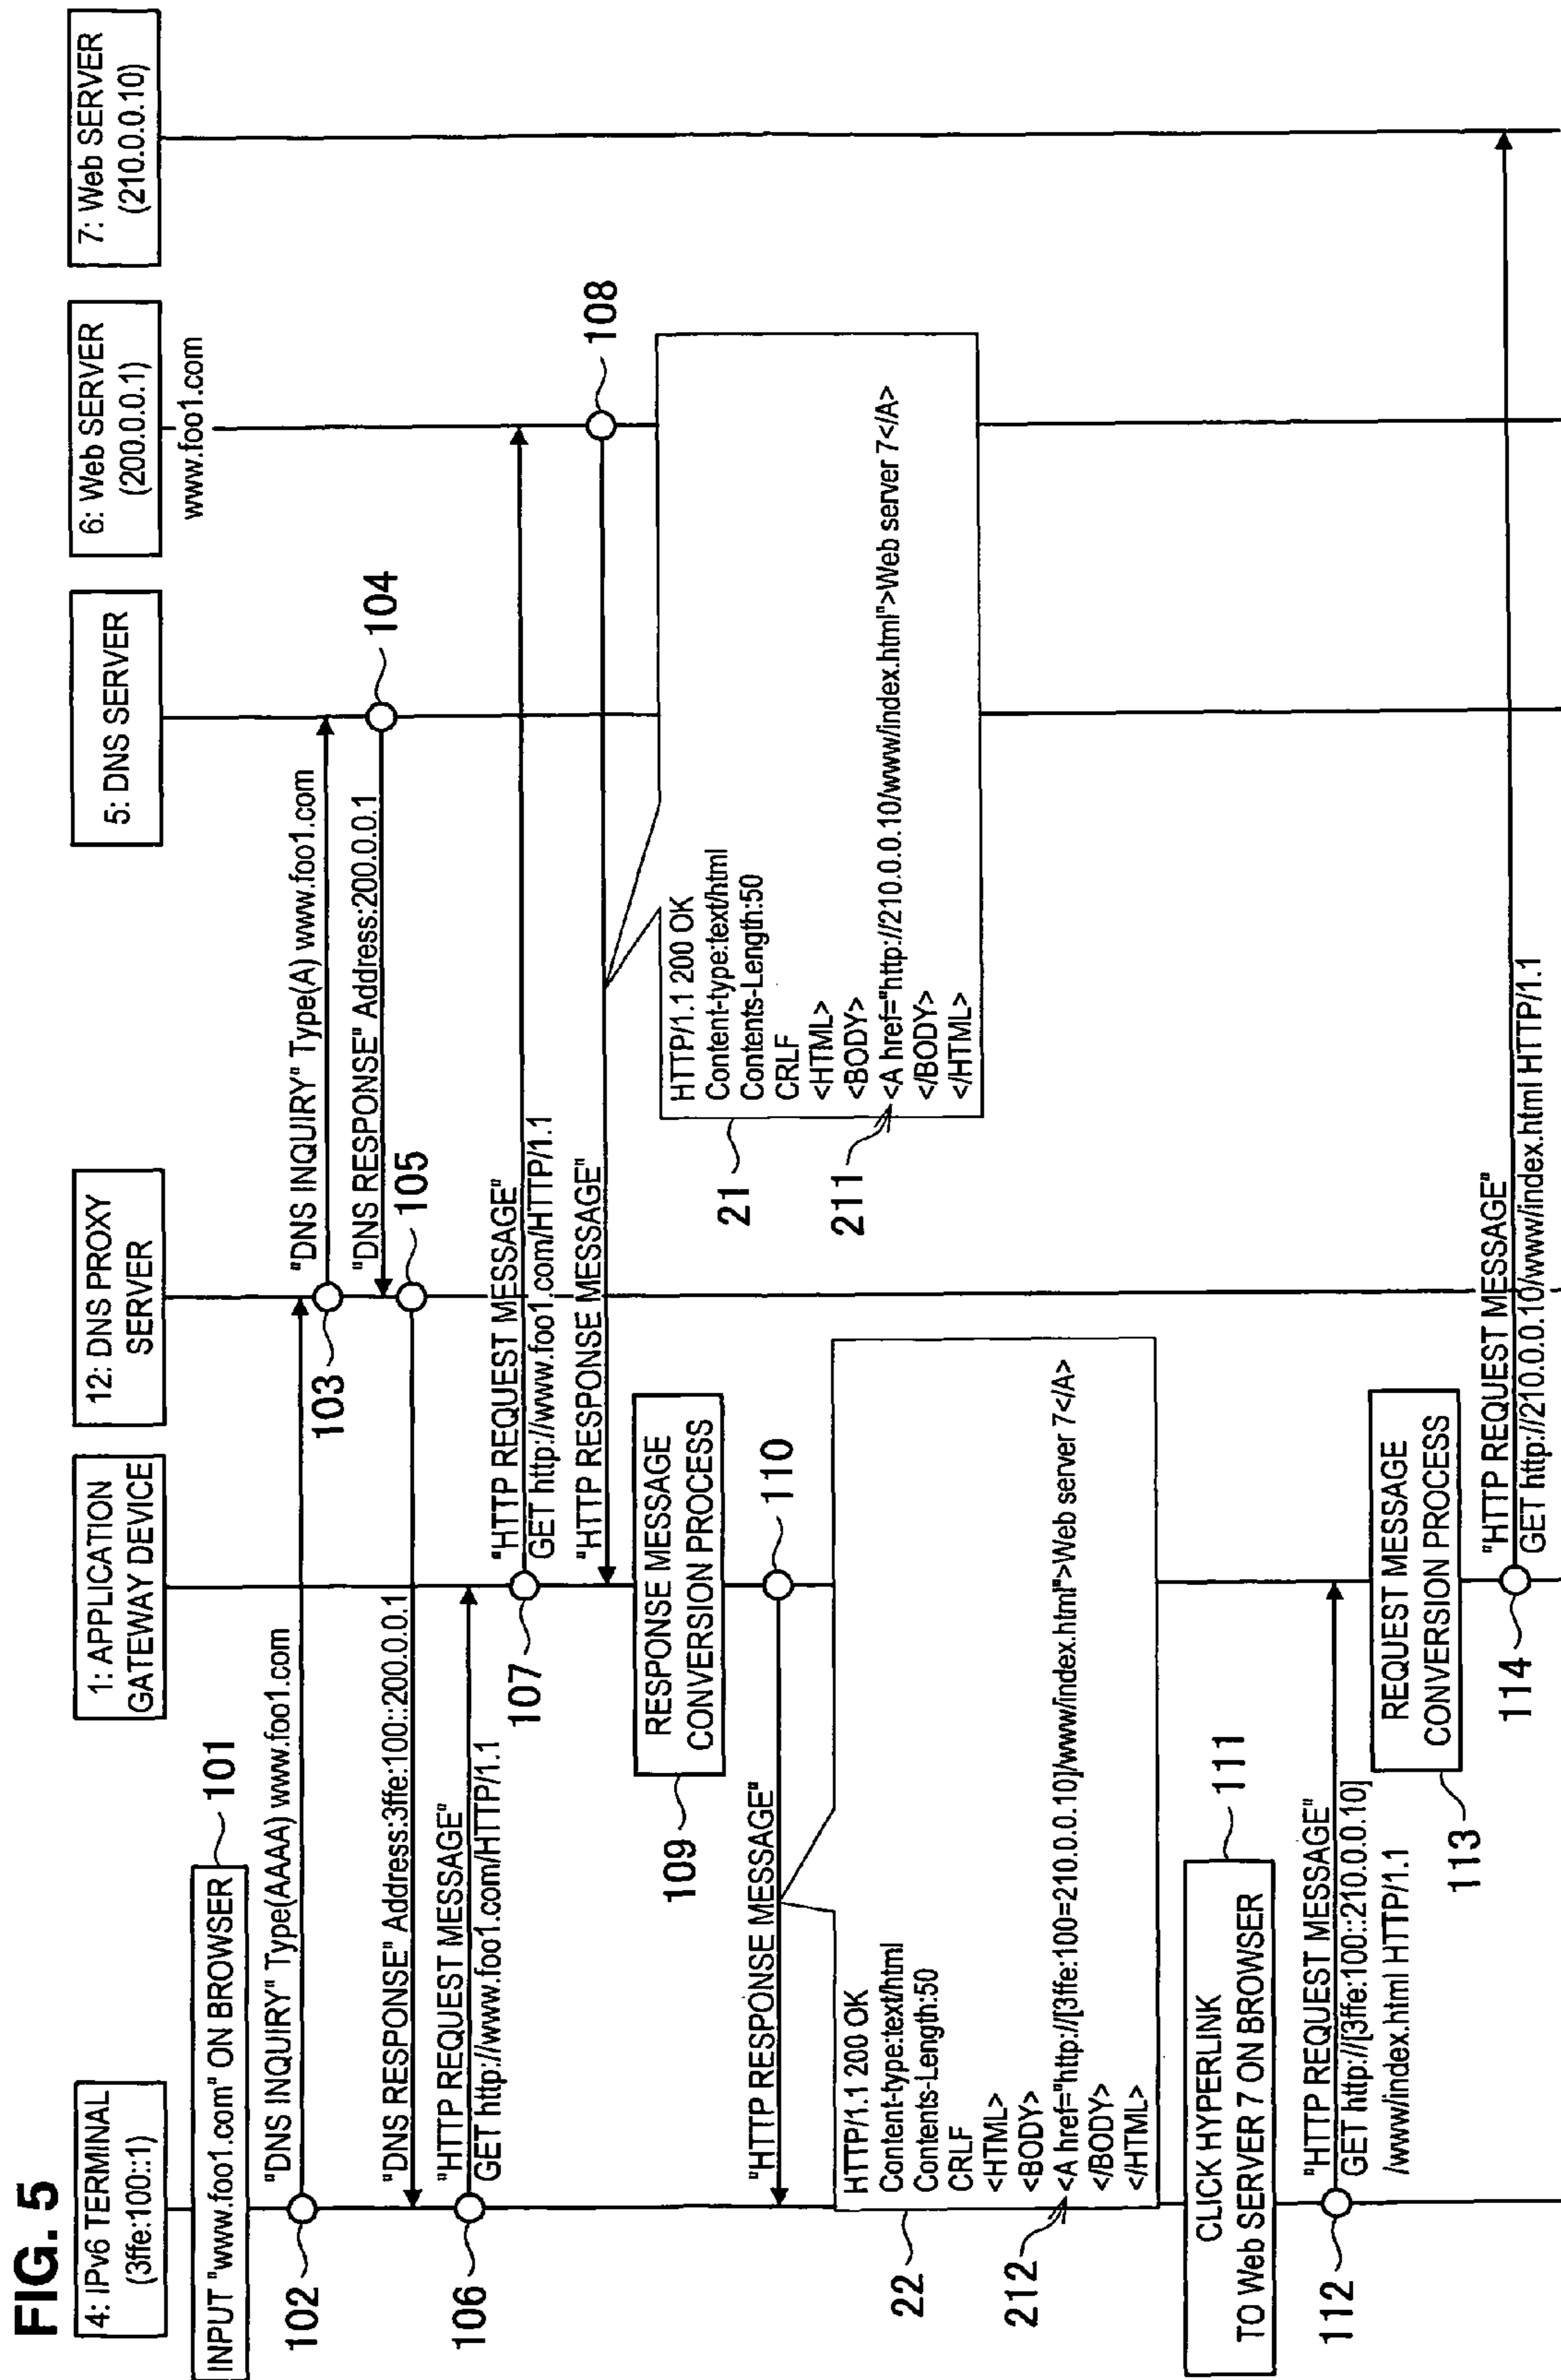 FIG. 5
4: IPv6 TERMINAL
(3ffe:100::1)
1: APPLICATION
GATEWAY DEVICE
12: DNS PROXY
SERVER
5: DNS SERVER
6: Web SERVER
(200.0.0.1)
www.foo1.com
7: Web SERVER
(210.0.0.10)
INPUT "www.foo1.com" ON BROWSER
101
"DNS INQUIRY" Type(AAAA) www.foo1.com
102
"DNS INQUIRY" Type(A) www.foo1.com
103
"DNS RESPONSE" Address:200.0.0.1
104
"DNS RESPONSE" Address:3ffe:100::200.0.0.1
105
"HTTP REQUEST MESSAGE"
GET http://www.foo1.com/HTTP/1.1
106
"HTTP REQUEST MESSAGE"
GET http://www.foo1.com/HTTP/1.1
107
"HTTP RESPONSE MESSAGE"
108
HTTP/1.1 200 OK
Content-type:text/html
Contents-Length:50
CRLF
<HTML>
<BODY>
<A href="http://210.0.0.10/www/index.html">Web server 7</A>
</BODY>
</HTML>
21
211
RESPONSE MESSAGE
CONVERSION PROCESS
109
"HTTP RESPONSE MESSAGE"
110
HTTP/1.1 200 OK
Content-type:text/html
Contents-Length:50
CRLF
<HTML>
<BODY>
<A href="http://[3ffe:100=210.0.0.10]/www/index.html">Web server 7</A>
</BODY>
</HTML>
22
212
CLICK HYPERLINK
TO Web SERVER 7 ON BROWSER
111
"HTTP REQUEST MESSAGE"
GET http://[3ffe:100::210.0.0.10]
/www/index.html HTTP/1.1
112
REQUEST MESSAGE
CONVERSION PROCESS
113
"HTTP REQUEST MESSAGE"
GET http://210.0.0.10/www/index.html HTTP/1.1
114